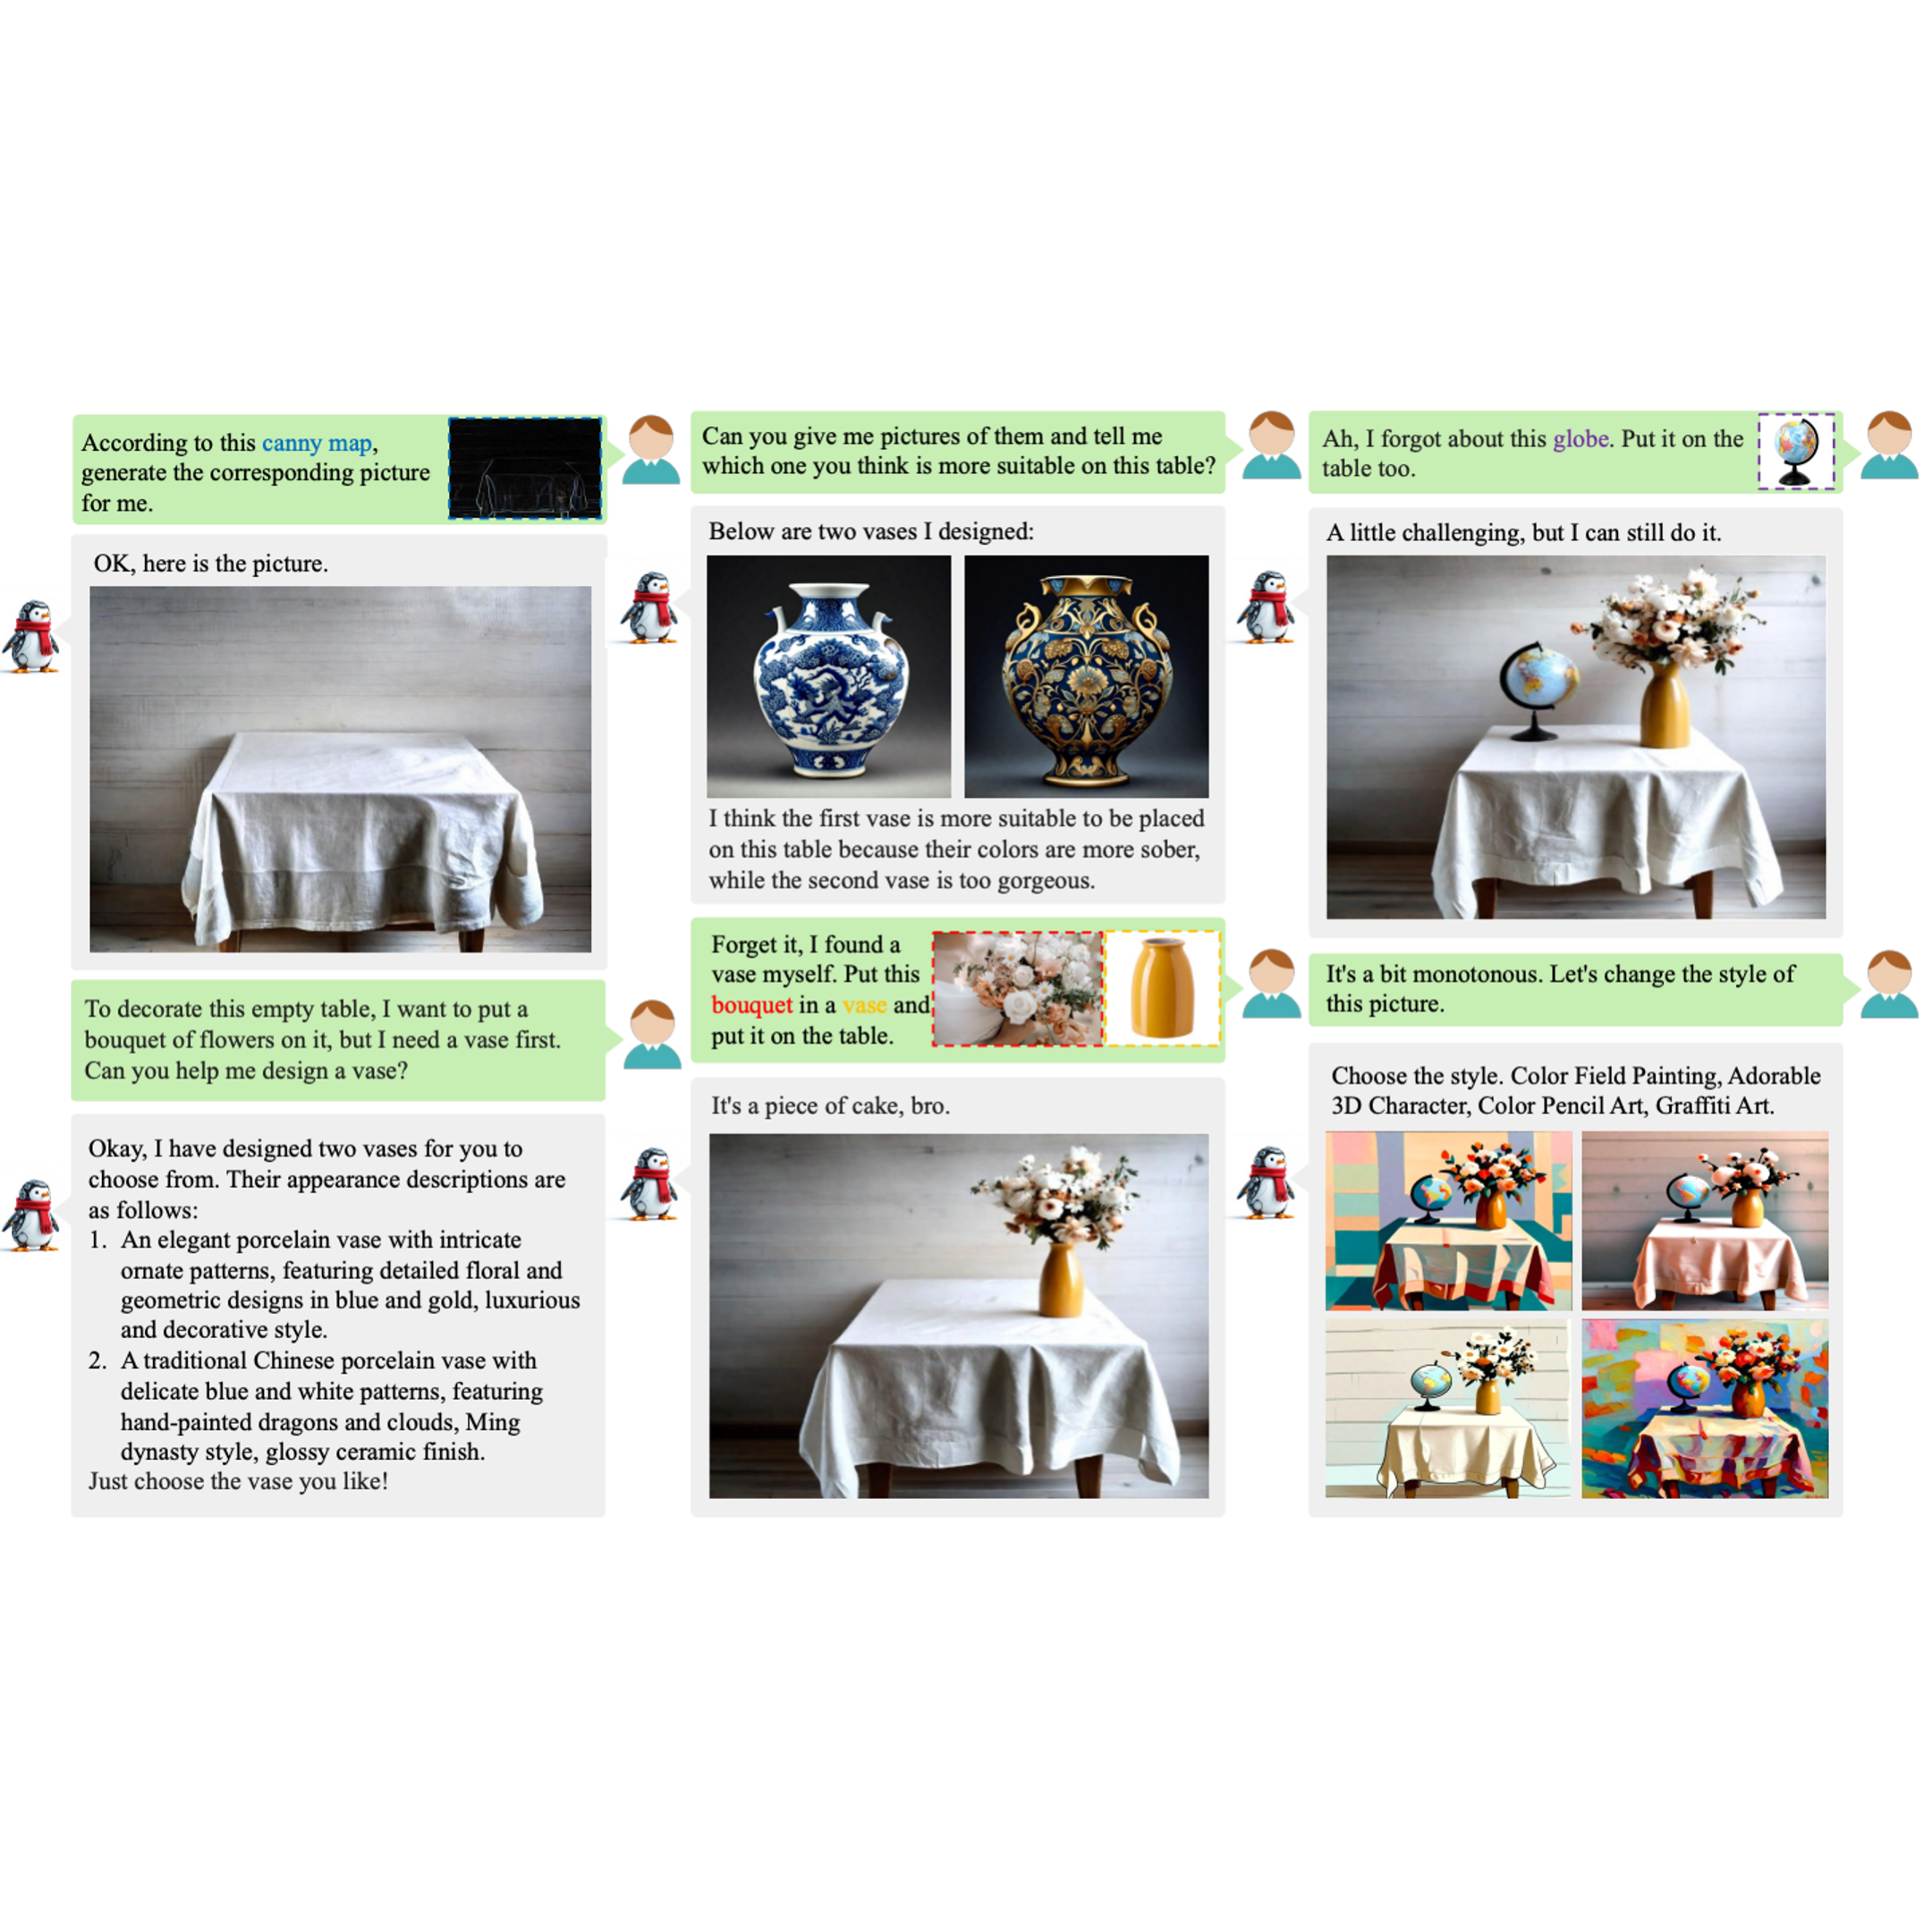 According to this canny map,
generate the corresponding picture
for me.
OK, here is the picture.
To decorate this empty table, I want to put a
bouquet of flowers on it, but I need a vase first.
Can you help me design a vase?
Okay, I have designed two vases for you to
choose from. Their appearance descriptions are
as follows:
1. An elegant porcelain vase with intricate
ornate patterns, featuring detailed floral and
geometric designs in blue and gold, luxurious
and decorative style.
2. A traditional Chinese porcelain vase with
delicate blue and white patterns, featuring
hand-painted dragons and clouds, Ming
dynasty style, glossy ceramic finish.
Just choose the vase you like!
Can you give me pictures of them and tell me
which one you think is more suitable on this table?
Below are two vases I designed:
I think the first vase is more suitable to be placed
on this table because their colors are more sober,
while the second vase is too gorgeous.
Forget it, I found a
vase myself. Put this
bouquet in a vase and
put it on the table.
It's a piece of cake, bro.
Ah, I forgot about this globe. Put it on the
table too.
A little challenging, but I can still do it.
It's a bit monotonous. Let's change the style of
this picture.
Choose the style. Color Field Painting, Adorable
3D Character, Color Pencil Art, Graffiti Art.